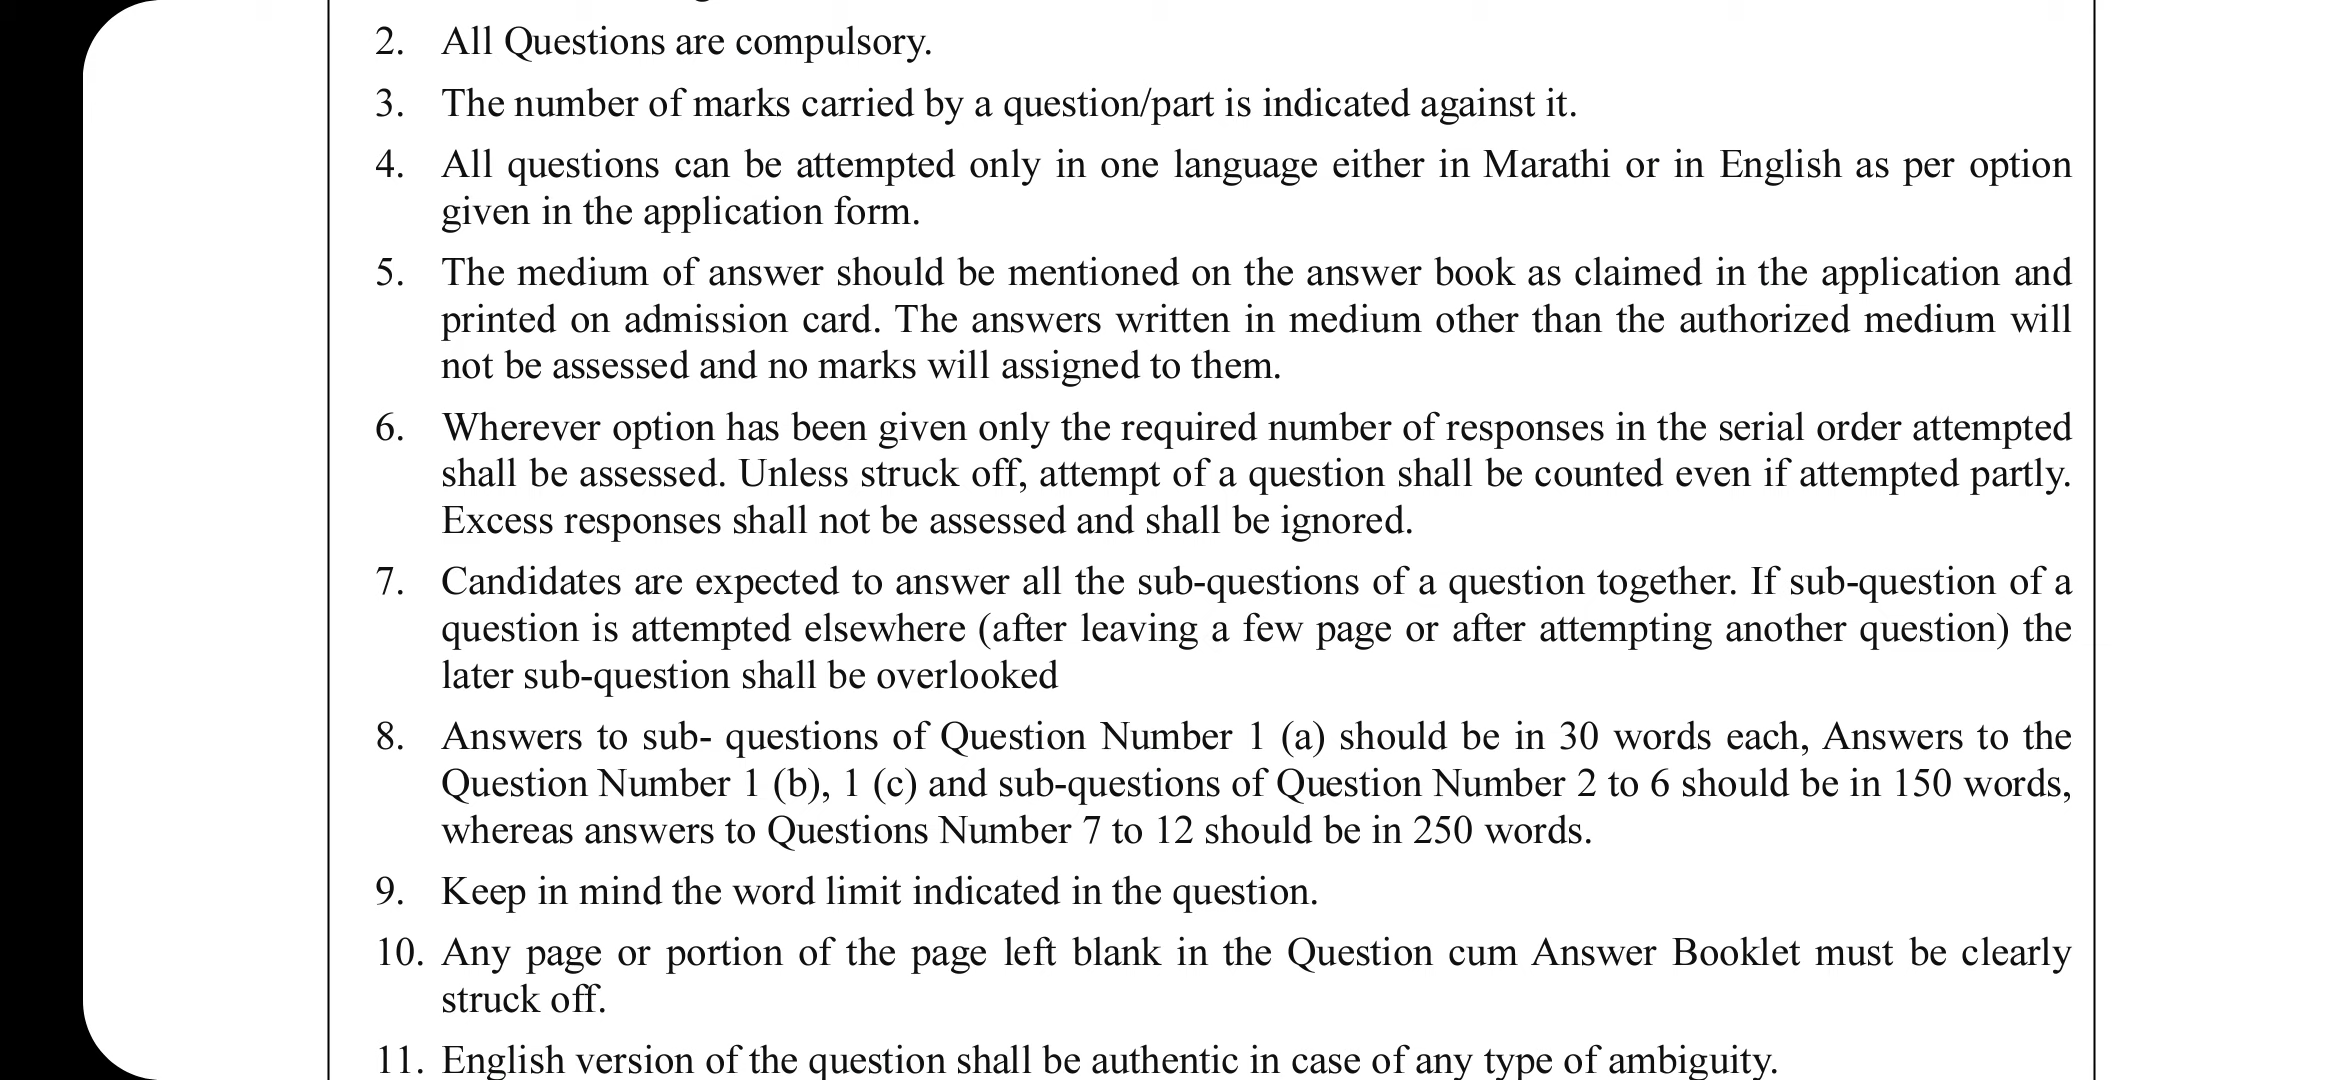 2. All Questions are compulsory.
3. The number of marks carried by a question/part is indicated against it.
4. All questions can be attempted only in one language either in Marathi or in English as per option
given in the application form.
5. The medium of answer should be mentioned on the answer book as claimed in the application and
printed on admission card. The answers written in medium other than the authorized medium will
not be assessed and no marks will assigned to them.
6. Wherever option has been given only the required number of responses in the serial order attempted
shall be assessed. Unless struck off, attempt of a question shall be counted even if attempted partly.
Excess responses shall not be assessed and shall be ignored.
7. Candidates are expected to answer all the sub-questions of a question together. If sub-question of a
question is attempted elsewhere (after leaving a few page or after attempting another question) the
later sub-question shall be overlooked
8. Answers to sub- questions of Question Number 1 (a) should be in 30 words each, Answers to the
Question Number 1 (b), 1 (c) and sub-questions of Question Number 2 to 6 should be in 150 words,
whereas answers to Questions Number 7 to 12 should be in 250 words.
9. Keep in mind the word limit indicated in the question.
10. Any page or portion of the page left blank in the Question cum Answer Booklet must be clearly
struck off.
11. English version of the question shall be authentic in case of any type of ambiguity.